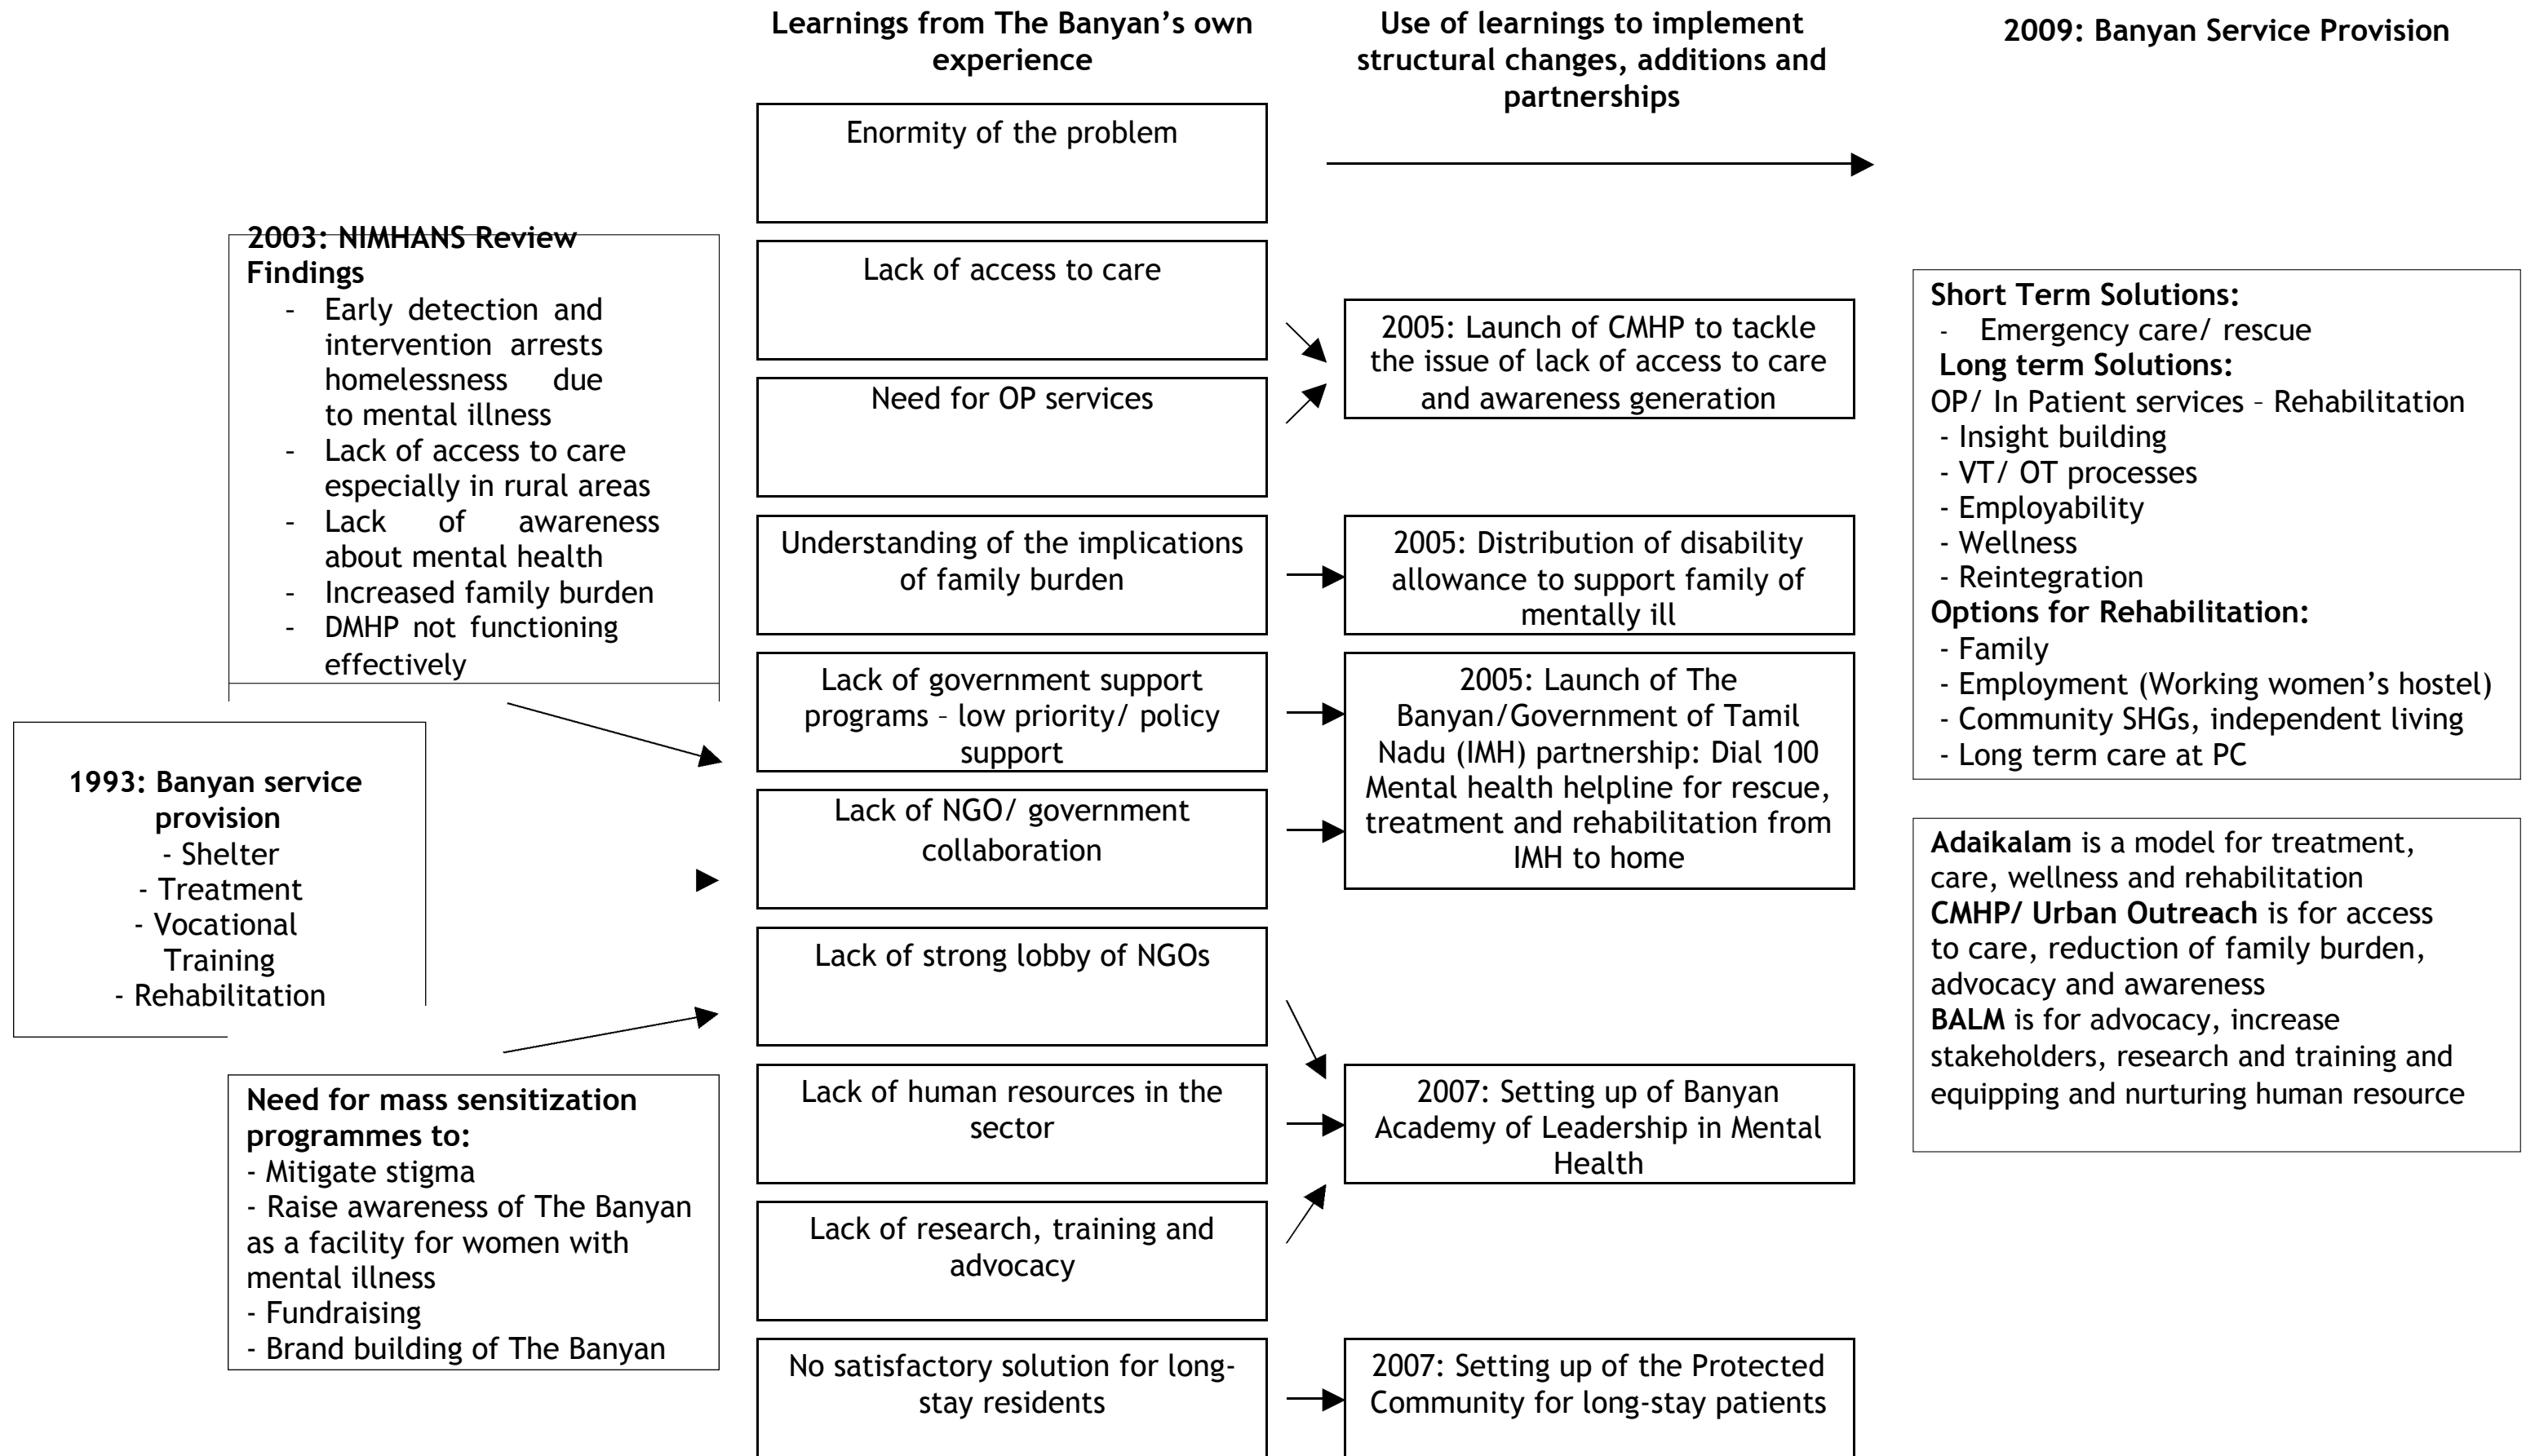 Learnings from The Banyan’s own
experience
Use of learnings to implement
structural changes, additions and
partnerships
2009: Banyan Service Provision
2003: NIMHANS Review
Findings
- Early detection and
intervention arrests
homelessness due
to mental illness
- Lack of access to care
especially in rural areas
- Lack of awareness
about mental health
- Increased family burden
- DMHP not functioning
effectively
1993: Banyan service
provision
- Shelter
- Treatment
- Vocational
Training
- Rehabilitation
Need for mass sensitization
programmes to:
- Mitigate stigma
- Raise awareness of The Banyan
as a facility for women with
mental illness
- Fundraising
- Brand building of The Banyan
Enormity of the problem
Lack of access to care
Need for OP services
Understanding of the implications
of family burden
Lack of government support
programs – low priority/ policy
support
Lack of NGO/ government
collaboration
Lack of strong lobby of NGOs
Lack of human resources in the
sector
Lack of research, training and
advocacy
No satisfactory solution for long-
stay residents
2005: Launch of CMHP to tackle
the issue of lack of access to care
and awareness generation
2005: Distribution of disability
allowance to support family of
mentally ill
2005: Launch of The
Banyan/Government of Tamil
Nadu (IMH) partnership: Dial 100
Mental health helpline for rescue,
treatment and rehabilitation from
IMH to home
2007: Setting up of Banyan
Academy of Leadership in Mental
Health
2007: Setting up of the Protected
Community for long-stay patients
Short Term Solutions:
- Emergency care/ rescue
Long term Solutions:
OP/ In Patient services – Rehabilitation
- Insight building
- VT/ OT processes
- Employability
- Wellness
- Reintegration
Options for Rehabilitation:
- Family
- Employment (Working women’s hostel)
- Community SHGs, independent living
- Long term care at PC
Adaikalam is a model for treatment,
care, wellness and rehabilitation
CMHP/ Urban Outreach is for access
to care, reduction of family burden,
advocacy and awareness
BALM is for advocacy, increase
stakeholders, research and training and
equipping and nurturing human resource